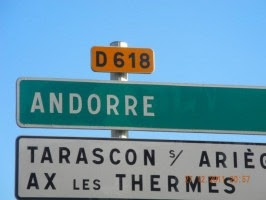 D 618
ANDORRE
TARASCON S/ ARIÈG
AX LES THERMES